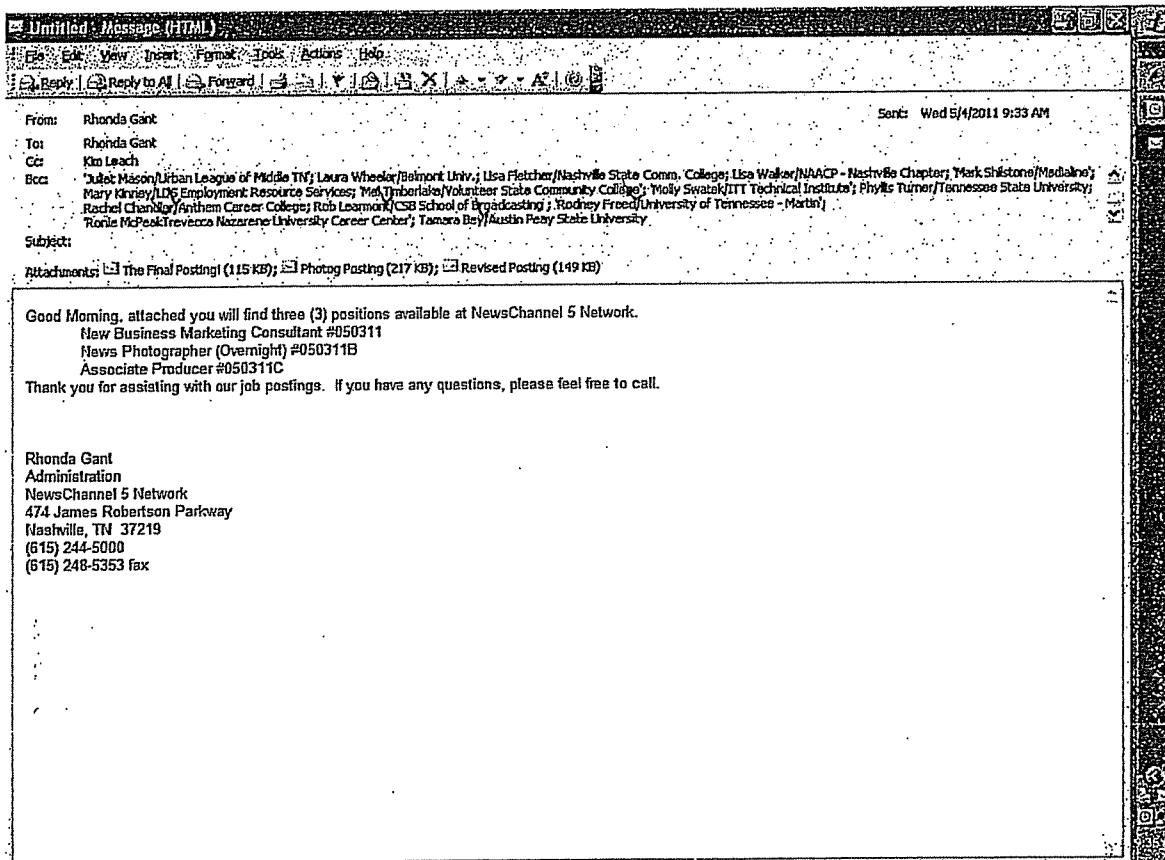 Untitled - Message (HTML)
File Edit View Insert Format Tools Actions Help
Reply | Reply to All | Forward
From: Rhonda Gant Sent: Wed 5/4/2011 9:33 AM
To: Rhonda Gant
Cc: Kim Leach
Bcc: 'Juliet Mason/Urban League of Middle TN'; Laura Wheeler/Belmont Univ.; Lisa Fletcher/Nashville State Comm. College; Lisa Walker/NAACP - Nashville Chapter; 'Mark Shilstone/Medialine';
Mary Kinney/LDS Employment Resource Services; 'Mel Timberlake/Volunteer State Community College'; 'Molly Swatek/ITT Technical Institute'; Phyllis Turner/Tennessee State University;
Rachel Chandler/Anthem Career College; Rob Learmont/CSB School of Broadcasting ; 'Rodney Freed/University of Tennessee - Martin';
'Ronie McPeakTrevecca Nazarene University Career Center'; Tamara Bey/Austin Peay State University
Subject:
Attachments: The Final Posting! (115 KB); Photog Posting (217 KB); Revised Posting (149 KB)
Good Morning, attached you will find three (3) positions available at NewsChannel 5 Network.
New Business Marketing Consultant #050311
News Photographer (Overnight) #050311B
Associate Producer #050311C
Thank you for assisting with our job postings. If you have any questions, please feel free to call.
Rhonda Gant
Administration
NewsChannel 5 Network
474 James Robertson Parkway
Nashville, TN 37219
(615) 244-5000
(615) 248-5353 fax